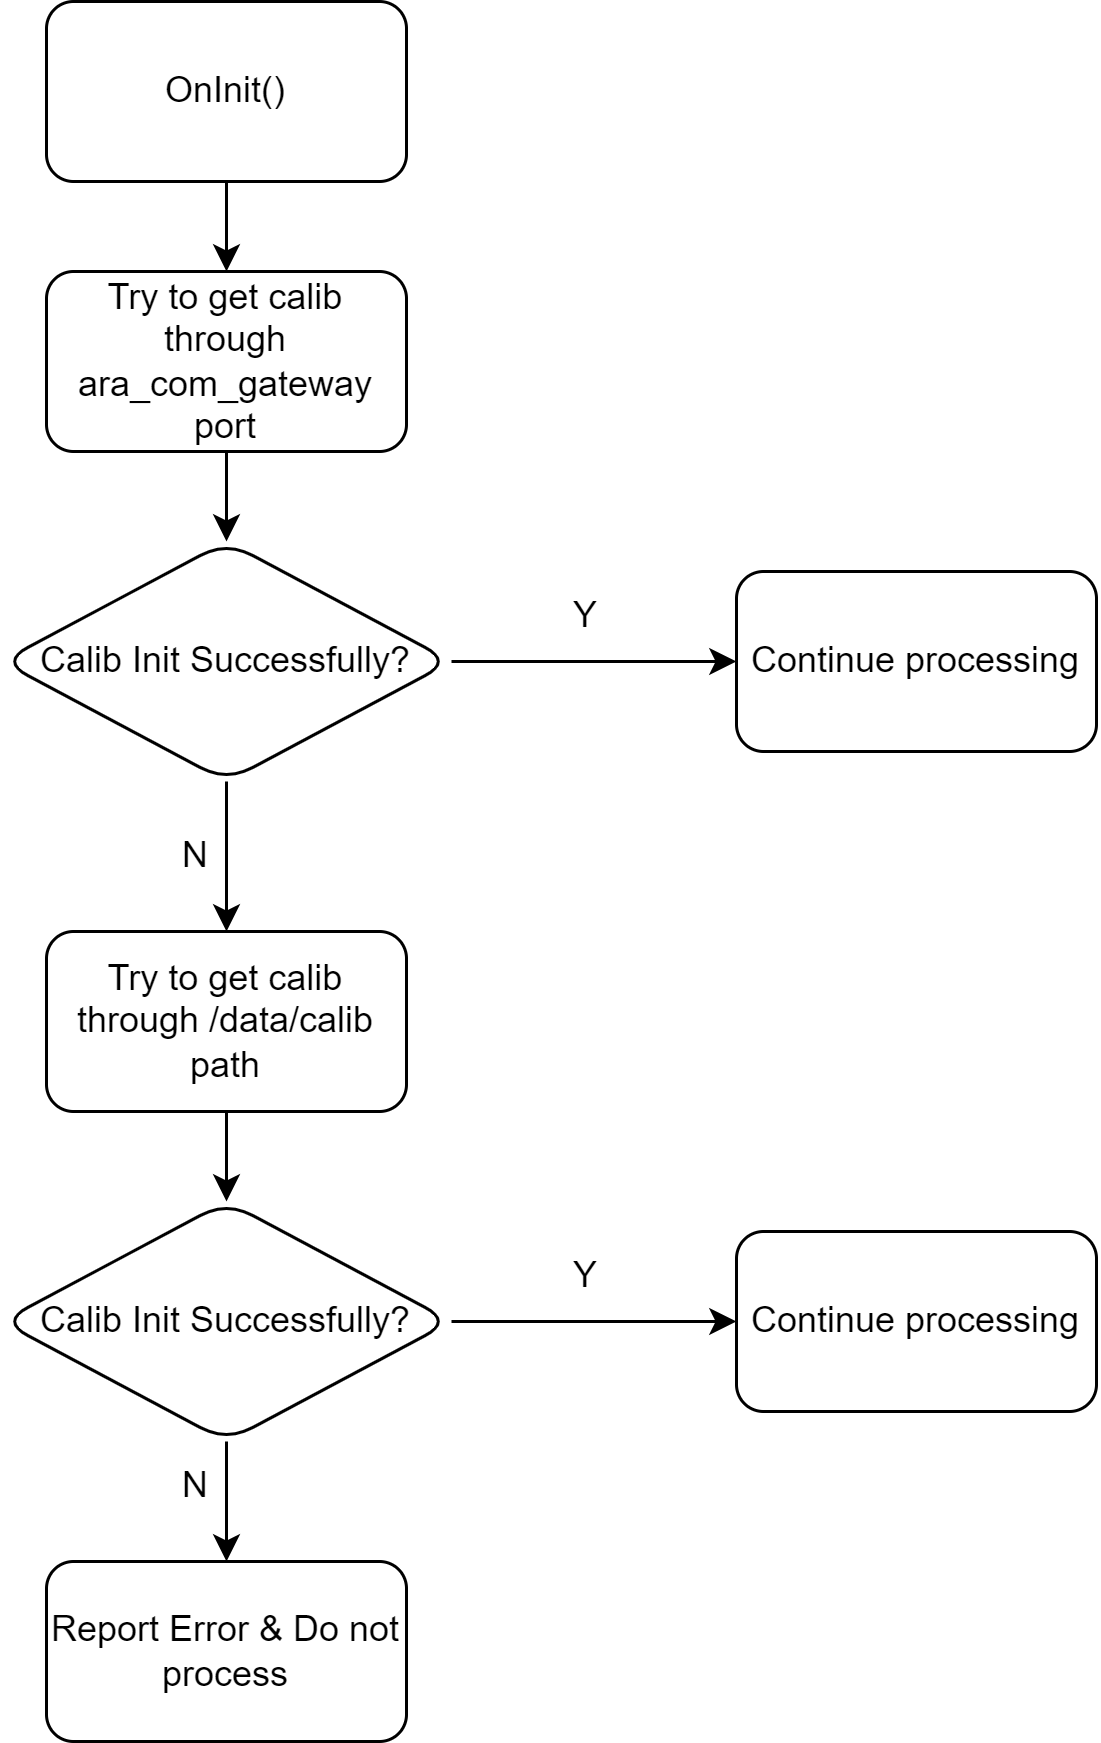 OnInit()
Try to get calib
through
ara_com_gateway
port
Calib Init Successfully?
Y
Continue processing
N
Try to get calib
through /data/calib
path
Calib Init Successfully?
Y
Continue processing
N
Report Error & Do not
process